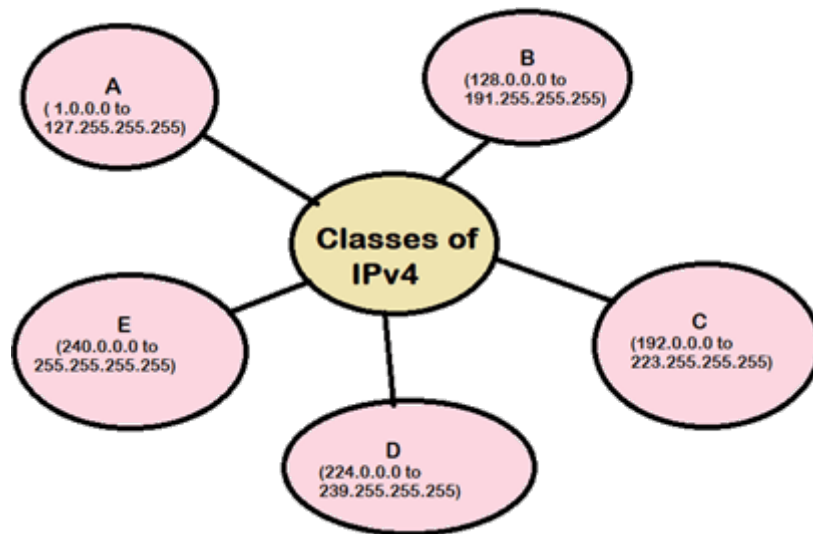 A
( 1.0.0.0 to
127.255.255.255)
B
(128.0.0.0 to
191.255.255.255)
Classes of
IPv4
E
(240.0.0.0 to
255.255.255.255)
C
(192.0.0.0 to
223.255.255.255)
D
(224.0.0.0 to
239.255.255.255)